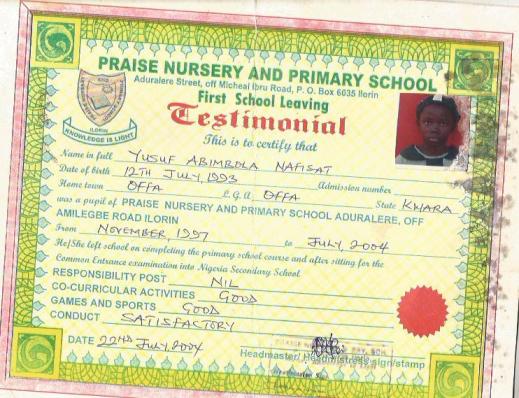 PRAISE NURSERY AND PRIMARY SCHOOL
Aduralere Street, off Micheal Ibru Road, P. O. Box 6035 Ilorin
First School Leaving
Testimonial
ILORIN
KNOWLEDGE IS LIGHT
This is to certify that
Name in full YUSUF ABIMBOLA NAFISAT
Date of birth 12TH JULY, 1993 Admission number
Home town OFFA L.G.A. OFFA State KWARA
was a pupil of PRAISE NURSERY AND PRIMARY SCHOOL ADURALERE, OFF
AMILEGBE ROAD ILORIN
From NOVEMBER, 1997 to JULY, 2004
He/She left school on completing the primary school course and after sitting for the
Common Entrance examination into Nigeria Secondary School
RESPONSIBILITY POST NIL
CO-CURRICULAR ACTIVITIES GOOD
GAMES AND SPORTS GOOD
CONDUCT SATISFACTORY
DATE 22ND July, 2004
Headmaster/ Headmistress sign/stamp